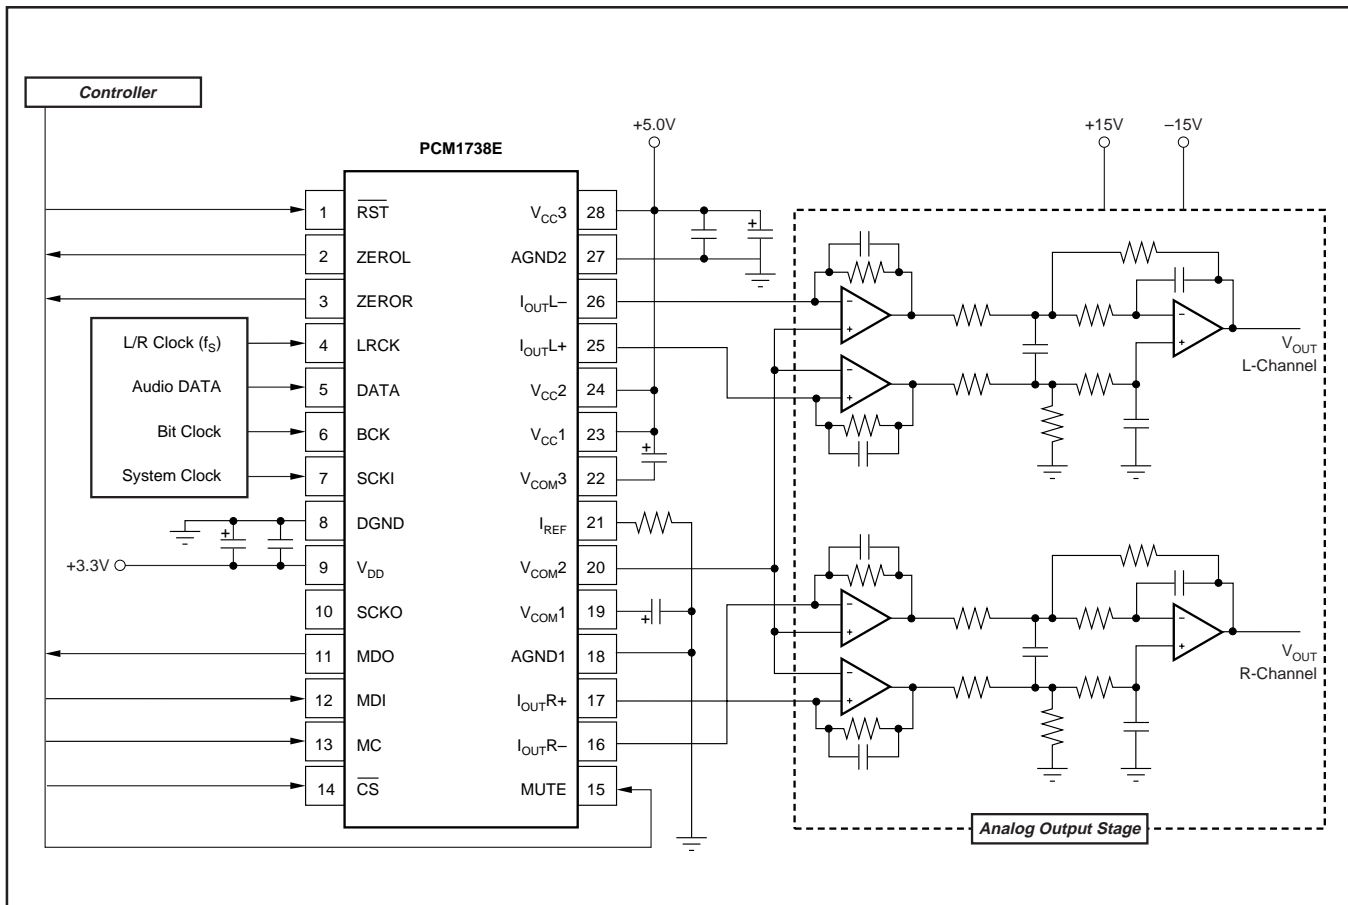 Controller
+5.0V
+15V
–15V
PCM1738E
1 RST
VCC3 28
2 ZEROL
AGND2 27
3 ZEROR
IOUTL– 26
L/R Clock (fS)
4 LRCK
IOUTL+ 25
Audio DATA
5 DATA
VCC2 24
Bit Clock
6 BCK
VCC1 23
System Clock
7 SCKI
VCOM3 22
8 DGND
IREF 21
+3.3V
9 VDD
VCOM2 20
10 SCKO
VCOM1 19
11 MDO
AGND1 18
12 MDI
IOUTR+ 17
13 MC
IOUTR– 16
14 CS
MUTE 15
+
+
+
+
–
+
–
+
–
+
VOUT
L-Channel
–
+
–
+
–
+
VOUT
R-Channel
Analog Output Stage